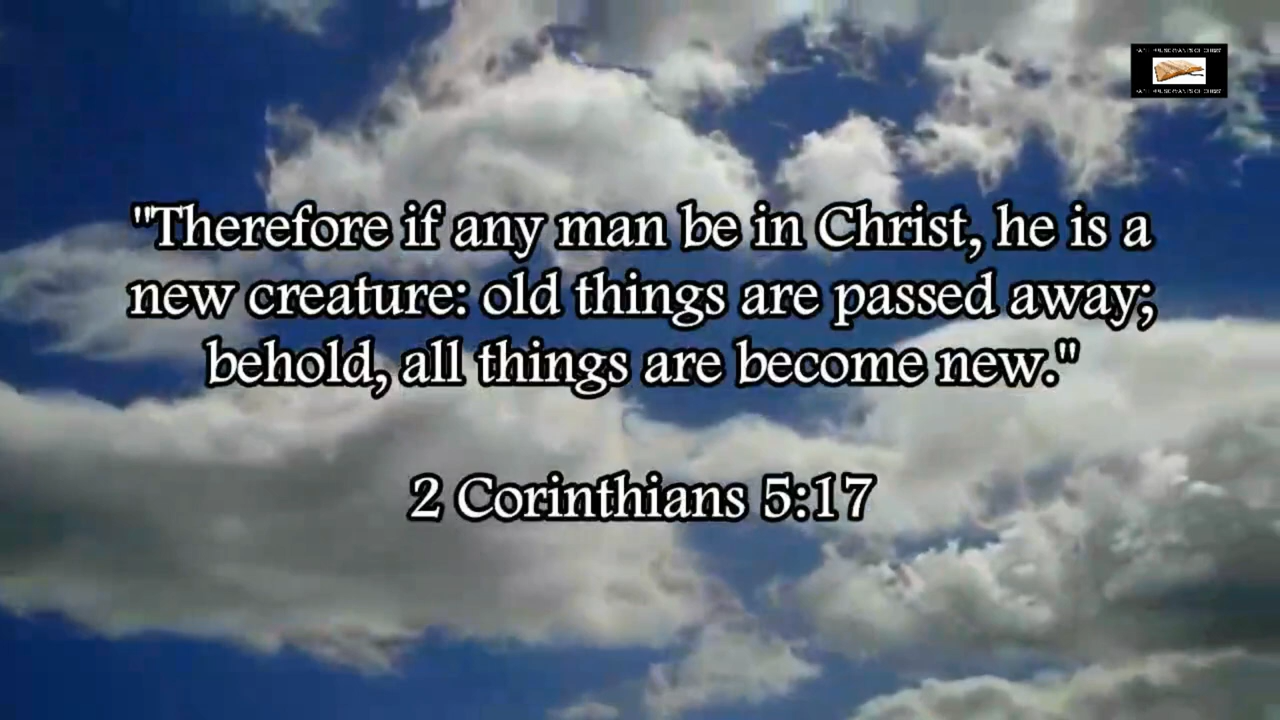 "Therefore if any man be in Christ, he is a
new creature: old things are passed away;
behold, all things are become new."
2 Corinthians 5:17